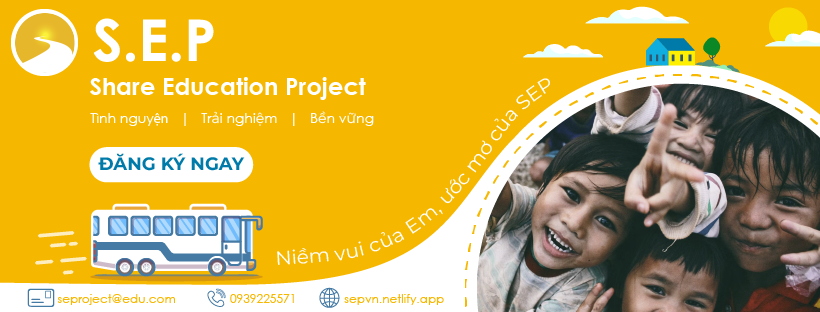 S.E.P
Share Education Project
Tình nguyện | Trải nghiệm | Bền vững
ĐĂNG KÝ NGAY
Niềm vui của Em, ước mơ của SEP
seproject@edu.com 0939225571 sepvn.netlify.app